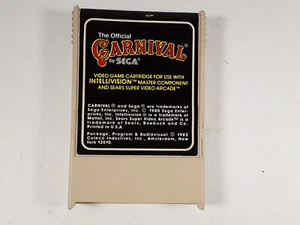 The Official
CARNIVAL®
by SEGA®
VIDEO GAME CARTRIDGE FOR USE WITH
INTELLIVISION™ MASTER COMPONENT
AND SEARS SUPER VIDEO ARCADE™
CARNIVAL® and Sega® are trademarks of
Sega Enterprises, Inc. © 1980 Sega Enter-
prises, Inc. Intellivision® is a trademark of
Mattel, Inc. Sears Super Video Arcade™ is a
trademark of Sears, Roebuck and Co.
Printed in U.S.A.
Package, Program & Audiovisual © 1982
Coleco Industries, Inc., Amsterdam, New
York 12010.